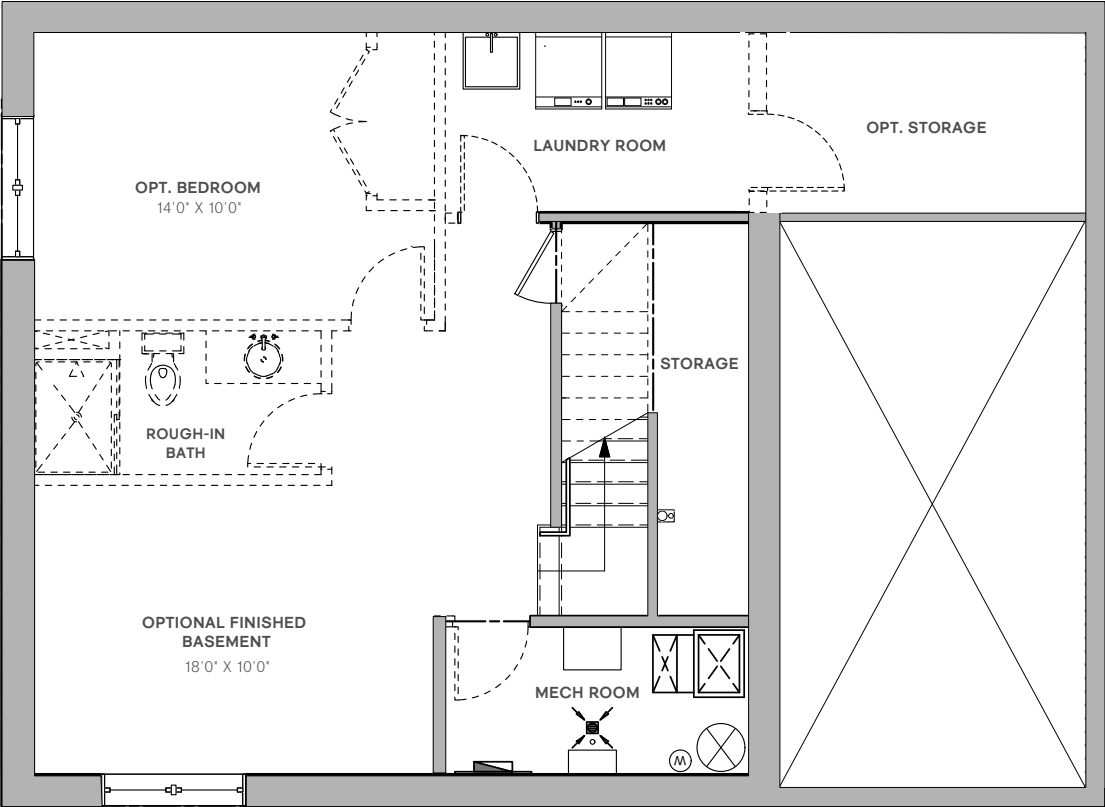 LAUNDRY ROOM
OPT. STORAGE
OPT. BEDROOM
14'0" X 10'0"
STORAGE
ROUGH-IN
BATH
OPTIONAL FINISHED
BASEMENT
18'0" X 10'0"
MECH ROOM
W